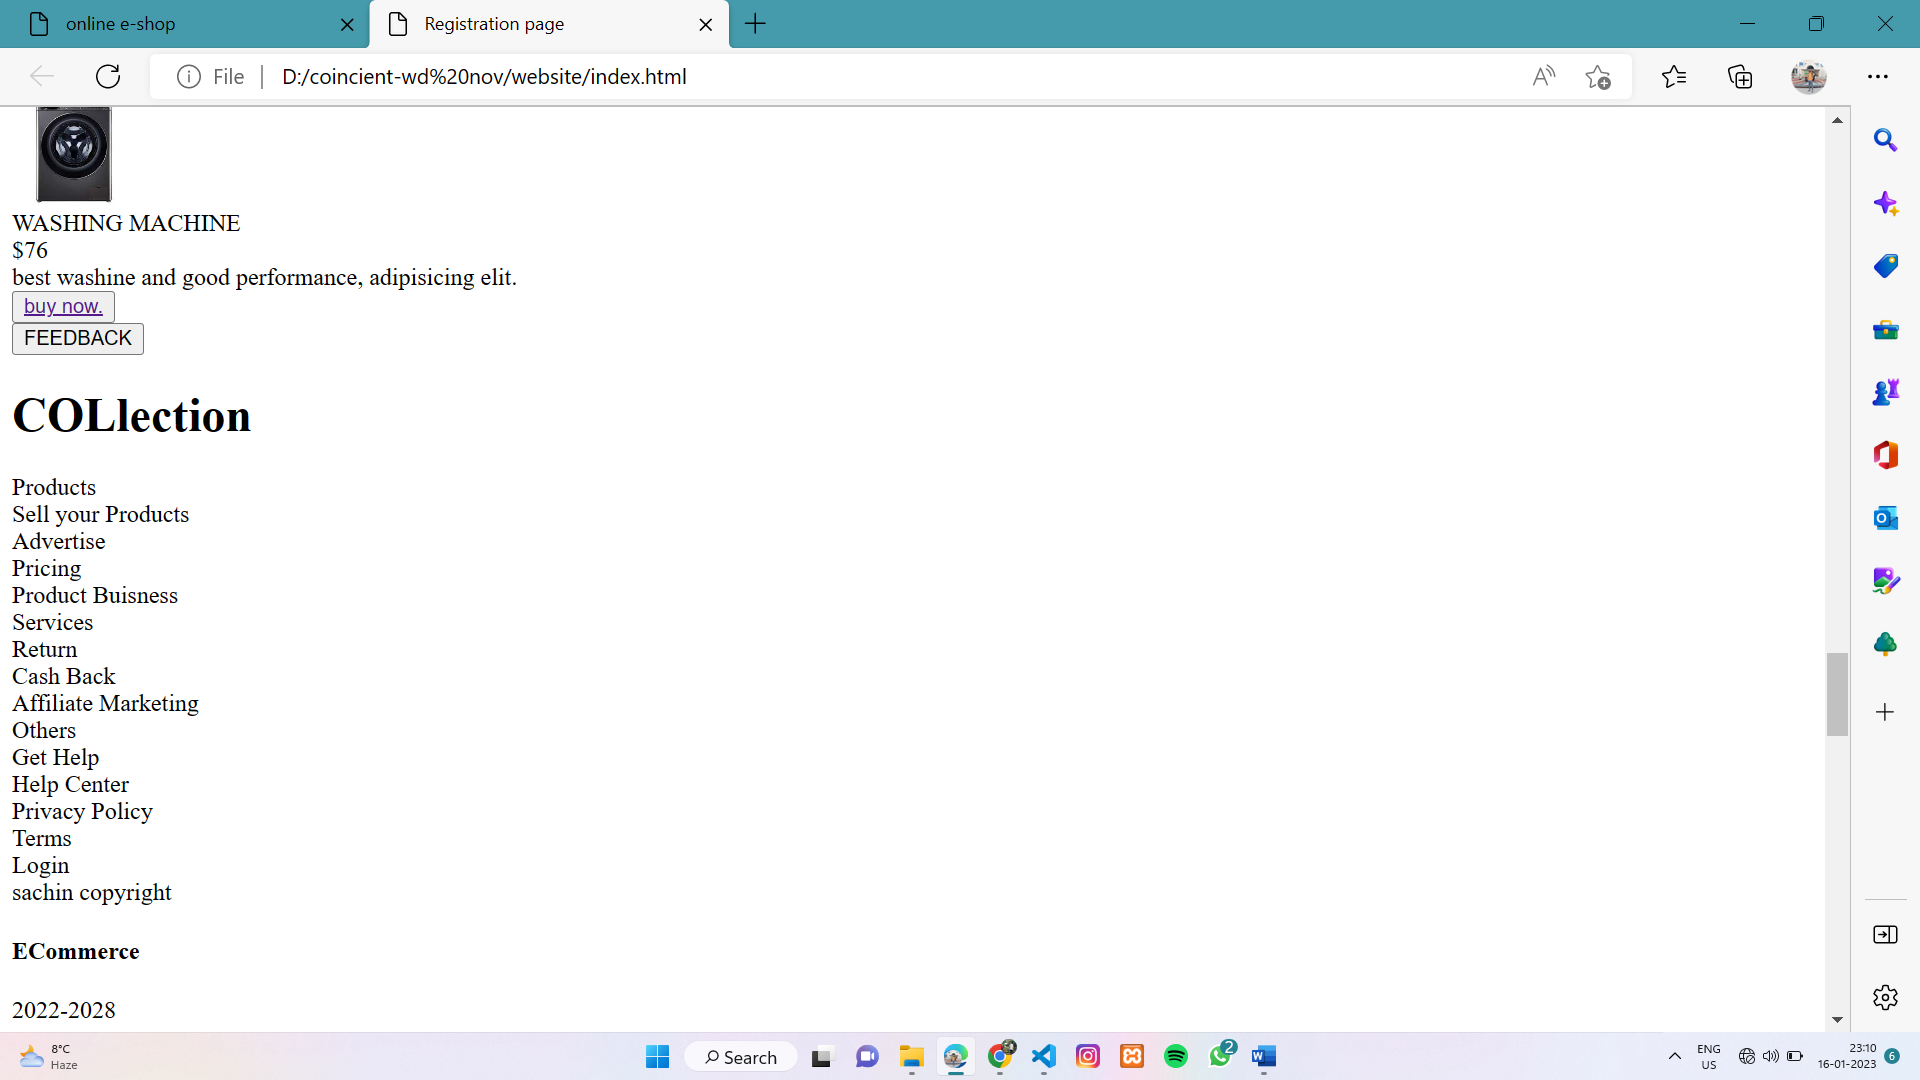 online e-shop
Registration page
File
D:/coincient-wd%20nov/website/index.html
WASHING MACHINE
$76
best washine and good performance, adipisicing elit.
buy now.
FEEDBACK
COLlection
Products
Sell your Products
Advertise
Pricing
Product Buisness
Services
Return
Cash Back
Affiliate Marketing
Others
Get Help
Help Center
Privacy Policy
Terms
Login
sachin copyright
ECommerce
2022-2028
8°C
Haze
Search
2
ENG
US
23:10
16-01-2023
6